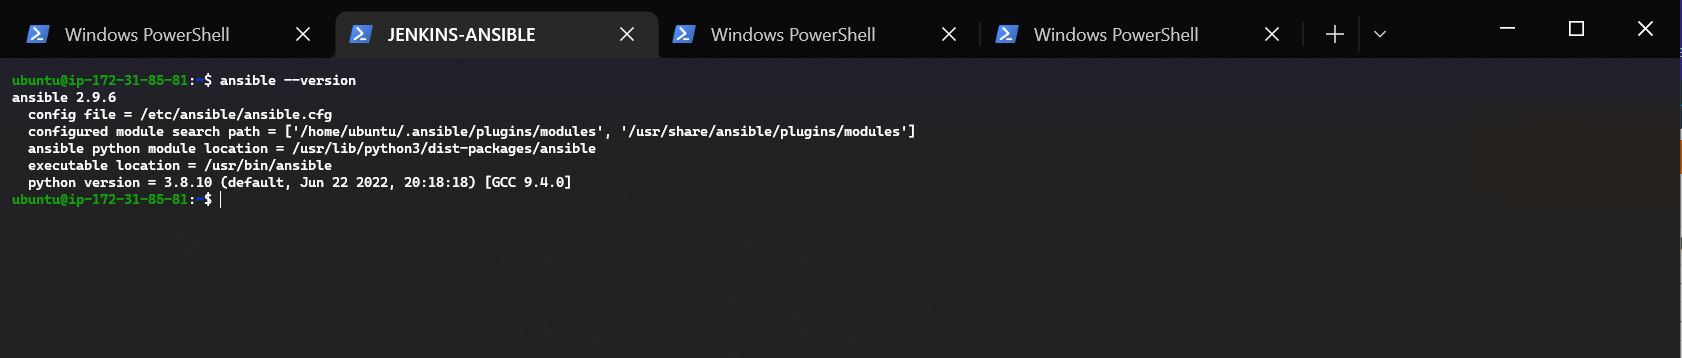 Windows PowerShell JENKINS-ANSIBLE Windows PowerShell Windows PowerShell
ubuntu@ip-172-31-85-81:~$ ansible --version
ansible 2.9.6
  config file = /etc/ansible/ansible.cfg
  configured module search path = ['/home/ubuntu/.ansible/plugins/modules', '/usr/share/ansible/plugins/modules']
  ansible python module location = /usr/lib/python3/dist-packages/ansible
  executable location = /usr/bin/ansible
  python version = 3.8.10 (default, Jun 22 2022, 20:18:18) [GCC 9.4.0]
ubuntu@ip-172-31-85-81:~$